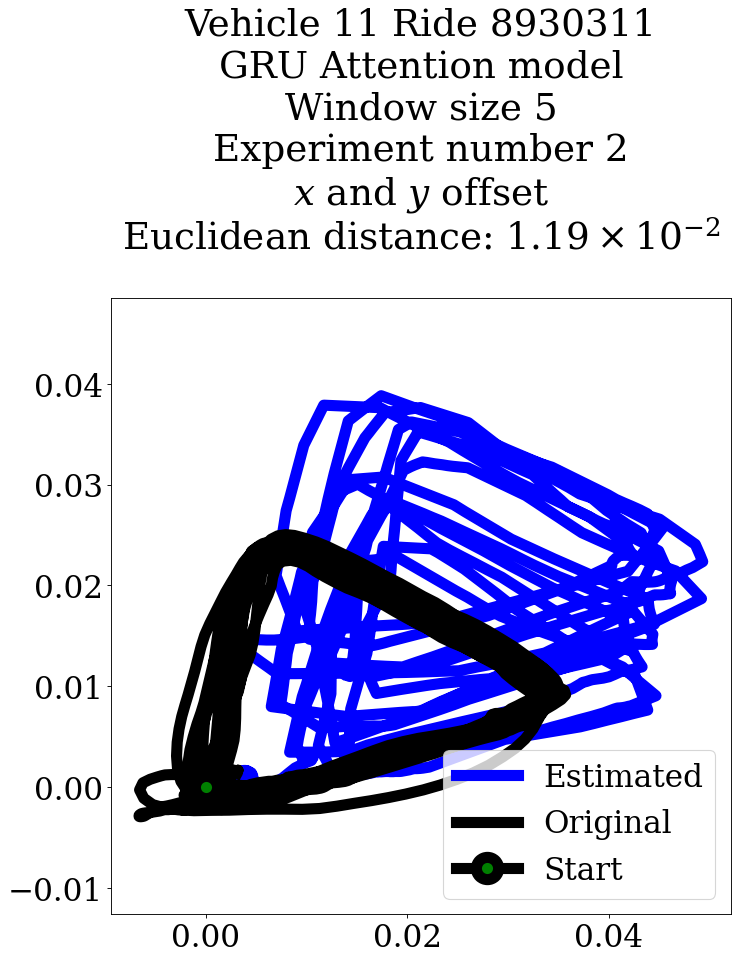 Vehicle 11 Ride 8930311
GRU Attention model
Window size 5
Experiment number 2
x and y offset
Euclidean distance: 1.19 × 10⁻²
0.04
0.03
0.02
0.01
0.00
−0.01
0.00 0.02 0.04
Estimated
Original
Start